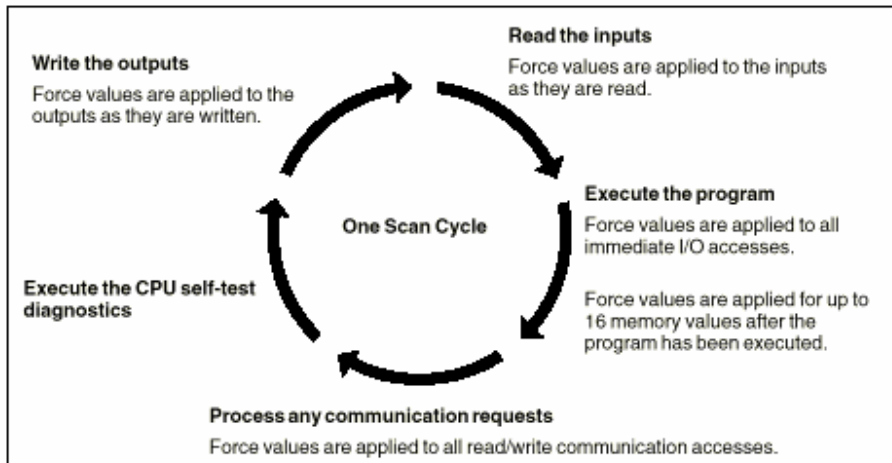 Read the inputs
Force values are applied to the inputs
as they are read.
Execute the program
Force values are applied to all
immediate I/O accesses.
Force values are applied for up to
16 memory values after the
program has been executed.
Process any communication requests
Force values are applied to all read/write communication accesses.
Execute the CPU self-test
diagnostics
Write the outputs
Force values are applied to the
outputs as they are written.
One Scan Cycle